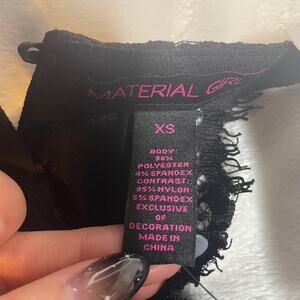 MATERIAL GIRL
XS
BODY:
96%
POLYESTER
4% SPANDEX
CONTRAST:
95% NYLON
5% SPANDEX
EXCLUSIVE
OF
DECORATION
MADE IN
CHINA